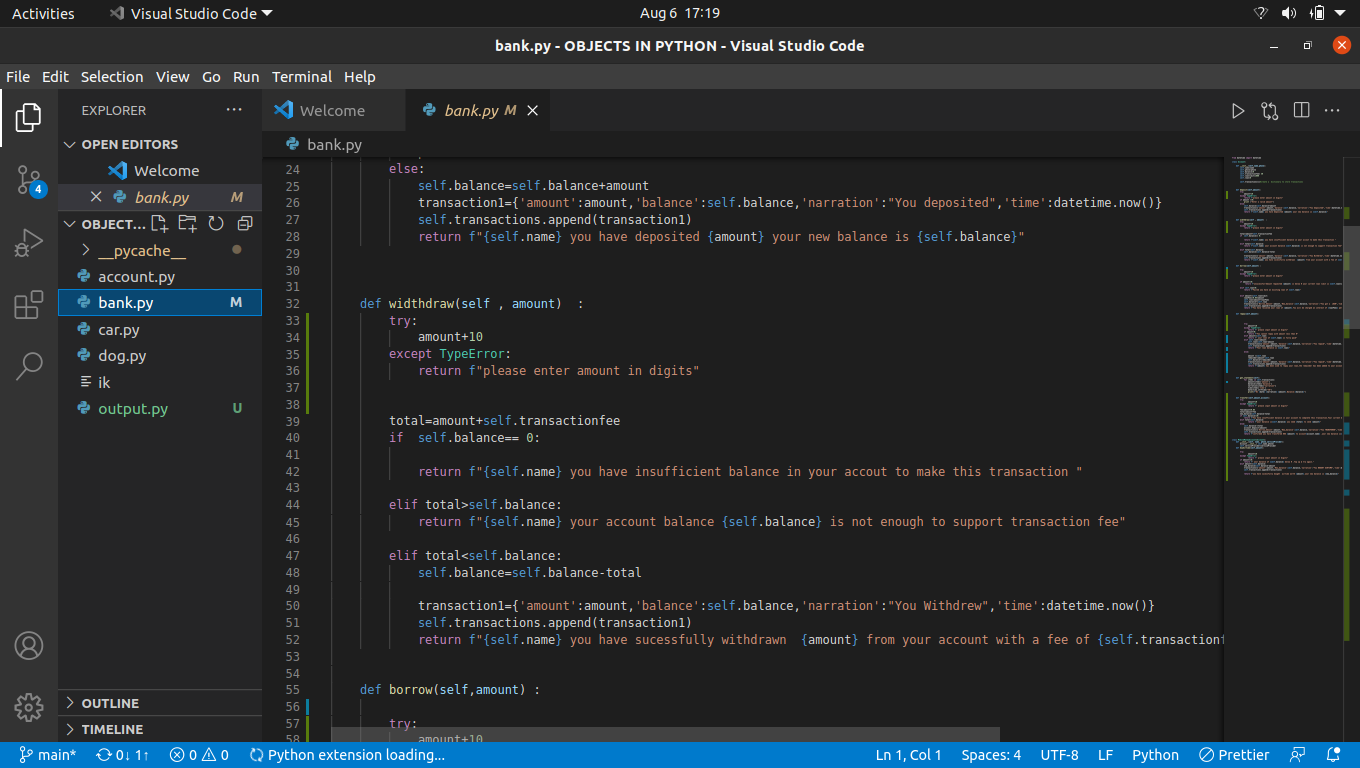 Activities Visual Studio Code Aug 6 17:19
bank.py - OBJECTS IN PYTHON - Visual Studio Code
File Edit Selection View Go Run Terminal Help
EXPLORER
OPEN EDITORS
Welcome
bank.py M
OBJECT...
__pycache__
account.py
bank.py M
car.py
dog.py
ik
output.py U
OUTLINE
TIMELINE
4
Welcome bank.py M
bank.py
24 else:
25 self.balance=self.balance+amount
26 transaction1={'amount':amount,'balance':self.balance,'narration':"You deposited",'time':datetime.now()}
27 self.transactions.append(transaction1)
28 return f"{self.name} you have deposited {amount} your new balance is {self.balance}"
29
30
31
32 def widthdraw(self , amount)  :
33 try:
34 amount+10
35 except TypeError:
36 return f"please enter amount in digits"
37
38
39 total=amount+self.transactionfee
40 if  self.balance== 0:
41
42 return f"{self.name} you have insufficient balance in your accout to make this transaction "
43
44 elif total>self.balance:
45 return f"{self.name} your account balance {self.balance} is not enough to support transaction fee"
46
47 elif total<self.balance:
48 self.balance=self.balance-total
49
50 transaction1={'amount':amount,'balance':self.balance,'narration':"You Withdrew",'time':datetime.now()}
51 self.transactions.append(transaction1)
52 return f"{self.name} you have sucessfully withdrawn  {amount} from your account with a fee of {self.transactionf
53
54
55 def borrow(self,amount) :
56
57 try:
58 amount+10
main* 0↓ 1↑ 0 0 Python extension loading... Ln 1, Col 1 Spaces: 4 UTF-8 LF Python Prettier